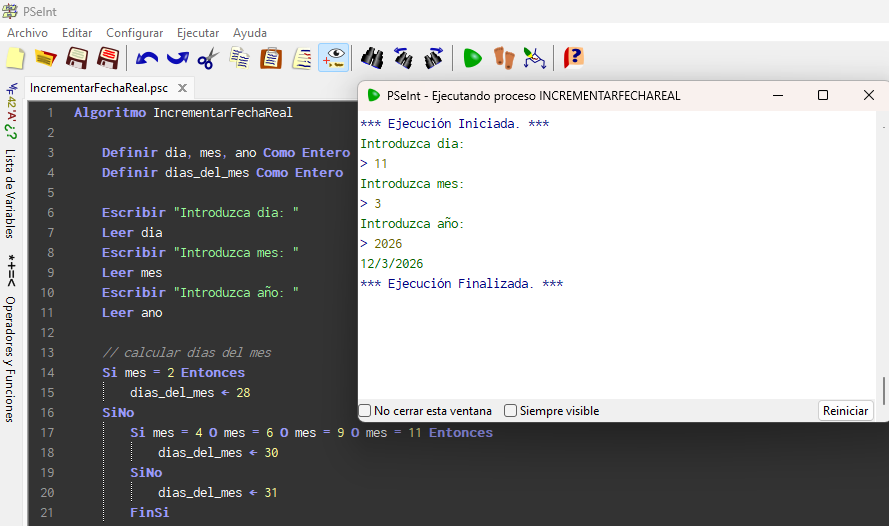 PSeInt
Archivo Editar Configurar Ejecutar Ayuda
IncrementarFechaReal.psc X
Lista de Variables
*+=<
Operadores y Funciones
1 Algoritmo IncrementarFechaReal
2
3 Definir dia, mes, ano Como Entero
4 Definir dias_del_mes Como Entero
5
6 Escribir "Introduzca dia: "
7 Leer dia
8 Escribir "Introduzca mes: "
9 Leer mes
10 Escribir "Introduzca año: "
11 Leer ano
12
13 // calcular dias del mes
14 Si mes = 2 Entonces
15 dias_del_mes ← 28
16 SiNo
17 Si mes = 4 O mes = 6 O mes = 9 O mes = 11 Entonces
18 dias_del_mes ← 30
19 SiNo
20 dias_del_mes ← 31
21 FinSi
PSeInt - Ejecutando proceso INCREMENTARFECHAREAL
*** Ejecución Iniciada. ***
Introduzca dia:
> 11
Introduzca mes:
> 3
Introduzca año:
> 2026
12/3/2026
*** Ejecución Finalizada. ***
No cerrar esta ventana Siempre visible Reiniciar